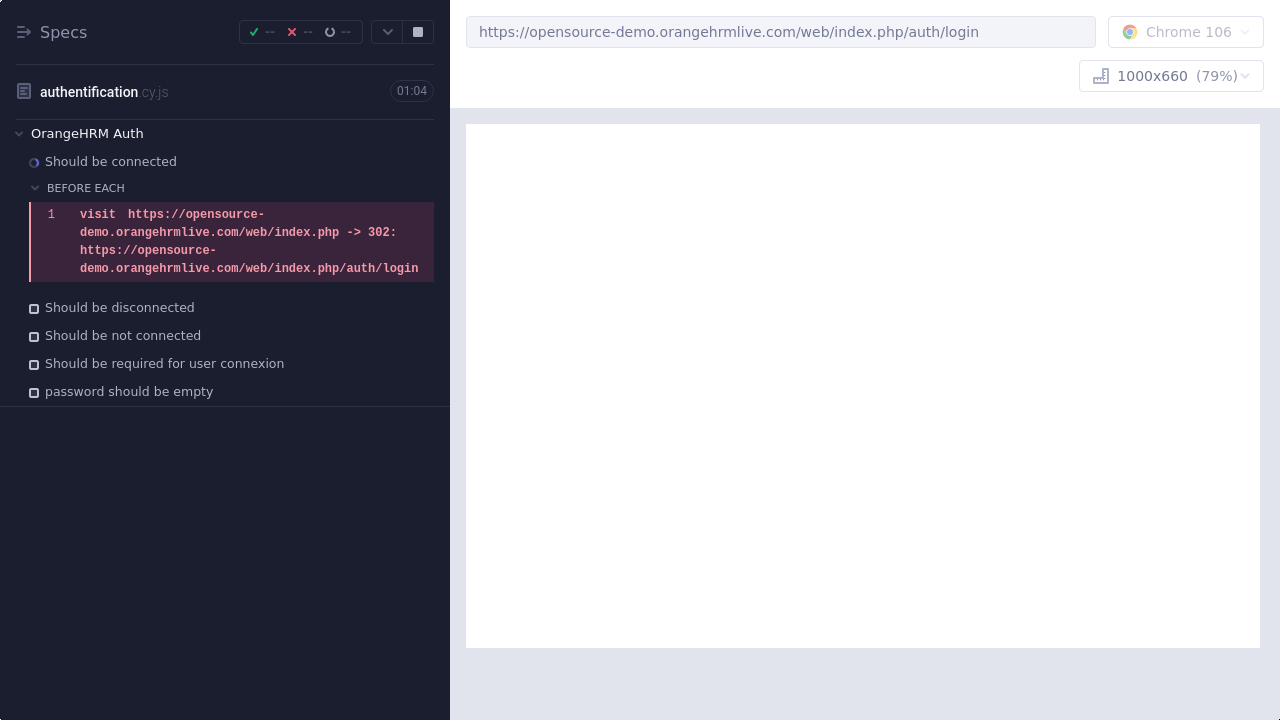 Specs
--
--
--
authentification.cy.js
01:04
OrangeHRM Auth
Should be connected
BEFORE EACH
1 visit https://opensource-
demo.orangehrmlive.com/web/index.php -> 302:
https://opensource-
demo.orangehrmlive.com/web/index.php/auth/login
Should be disconnected
Should be not connected
Should be required for user connexion
password should be empty
https://opensource-demo.orangehrmlive.com/web/index.php/auth/login
Chrome 106
1000x660 (79%)